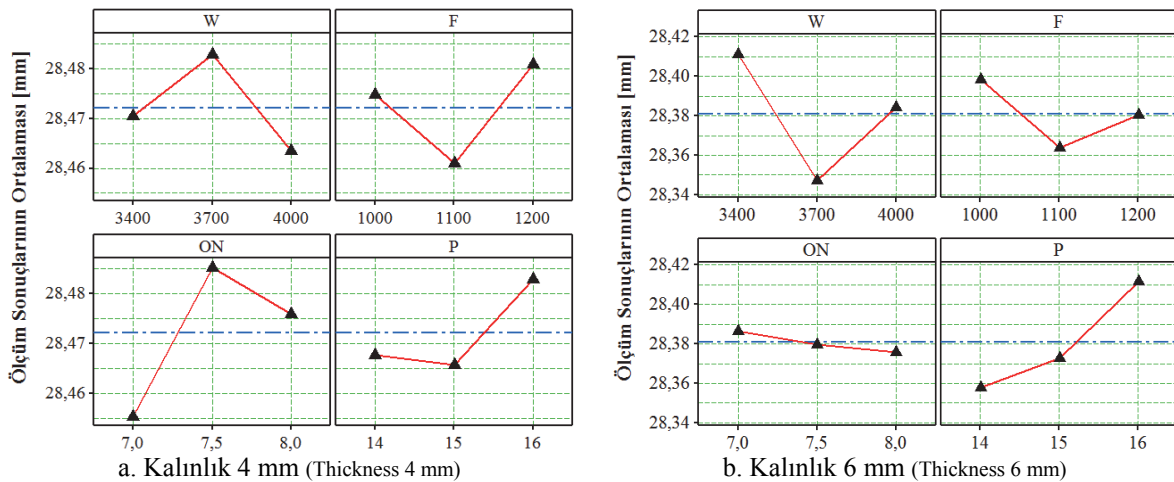 Ölçüm Sonuçlarının Ortalaması [mm]
W F
28,48
28,47
28,46
3400 3700 4000 1000 1100 1200
ON P
28,48
28,47
28,46
7,0 7,5 8,0 14 15 16
a. Kalınlık 4 mm (Thickness 4 mm)
Ölçüm Sonuçlarının Ortalaması [mm]
W F
28,42
28,40
28,38
28,36
28,34
3400 3700 4000 1000 1100 1200
ON P
28,42
28,40
28,38
28,36
28,34
7,0 7,5 8,0 14 15 16
b. Kalınlık 6 mm (Thickness 6 mm)